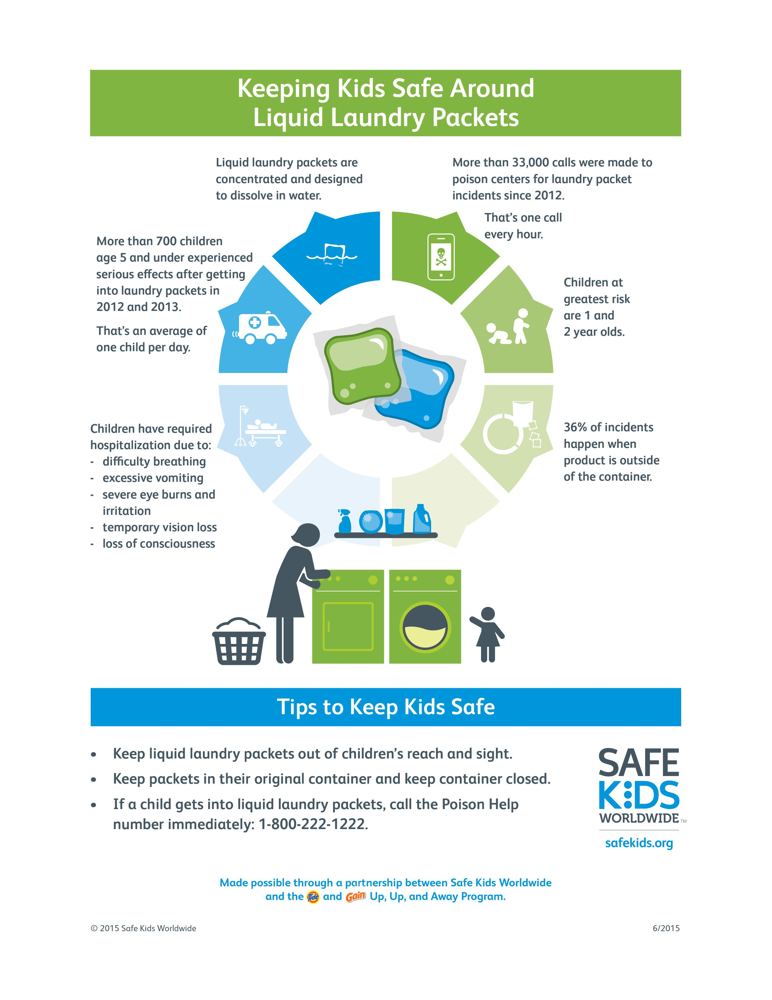 Keeping Kids Safe Around
Liquid Laundry Packets
Liquid laundry packets are
concentrated and designed
to dissolve in water.
More than 33,000 calls were made to
poison centers for laundry packet
incidents since 2012.
That's one call
every hour.
More than 700 children
age 5 and under experienced
serious effects after getting
into laundry packets in
2012 and 2013.
That's an average of
one child per day.
Children at
greatest risk
are 1 and
2 year olds.
Children have required
hospitalization due to:
- difficulty breathing
- excessive vomiting
- severe eye burns and
irritation
- temporary vision loss
- loss of consciousness
36% of incidents
happen when
product is outside
of the container.
Tips to Keep Kids Safe
• Keep liquid laundry packets out of children's reach and sight.
• Keep packets in their original container and keep container closed.
• If a child gets into liquid laundry packets, call the Poison Help
number immediately: 1-800-222-1222.
SAFE
KIDS
WORLDWIDE™
safekids.org
Made possible through a partnership between Safe Kids Worldwide
and the Tide and Gain Up, Up, and Away Program.
© 2015 Safe Kids Worldwide
6/2015